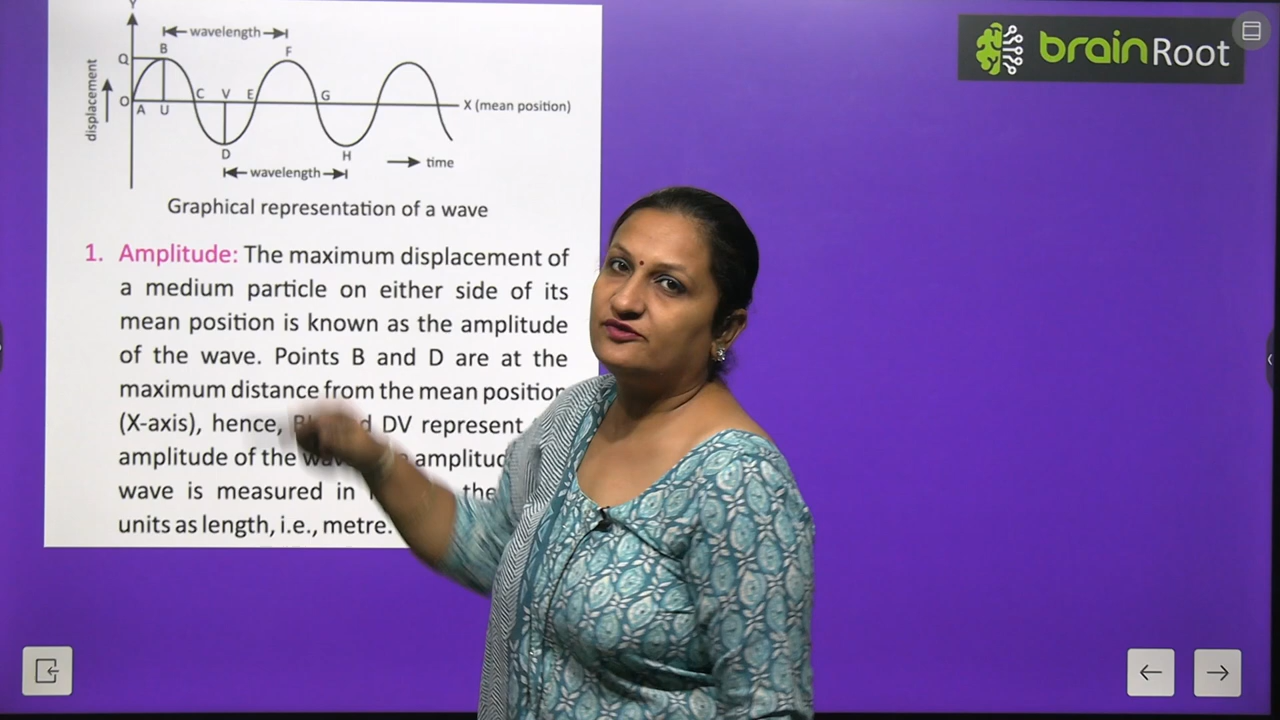 Y
wavelength
B
F
Q
displacement
C
V
E
G
O
A
U
X (mean position)
D
H
time
wavelength
Graphical representation of a wave
1. Amplitude: The maximum displacement of
a medium particle on either side of its
mean position is known as the amplitude
of the wave. Points B and D are at the
maximum distance from the mean position
(X-axis), hence, DV represent
amplitude of the
wave is measured in the
units as length, i.e., metre.
brainRoot